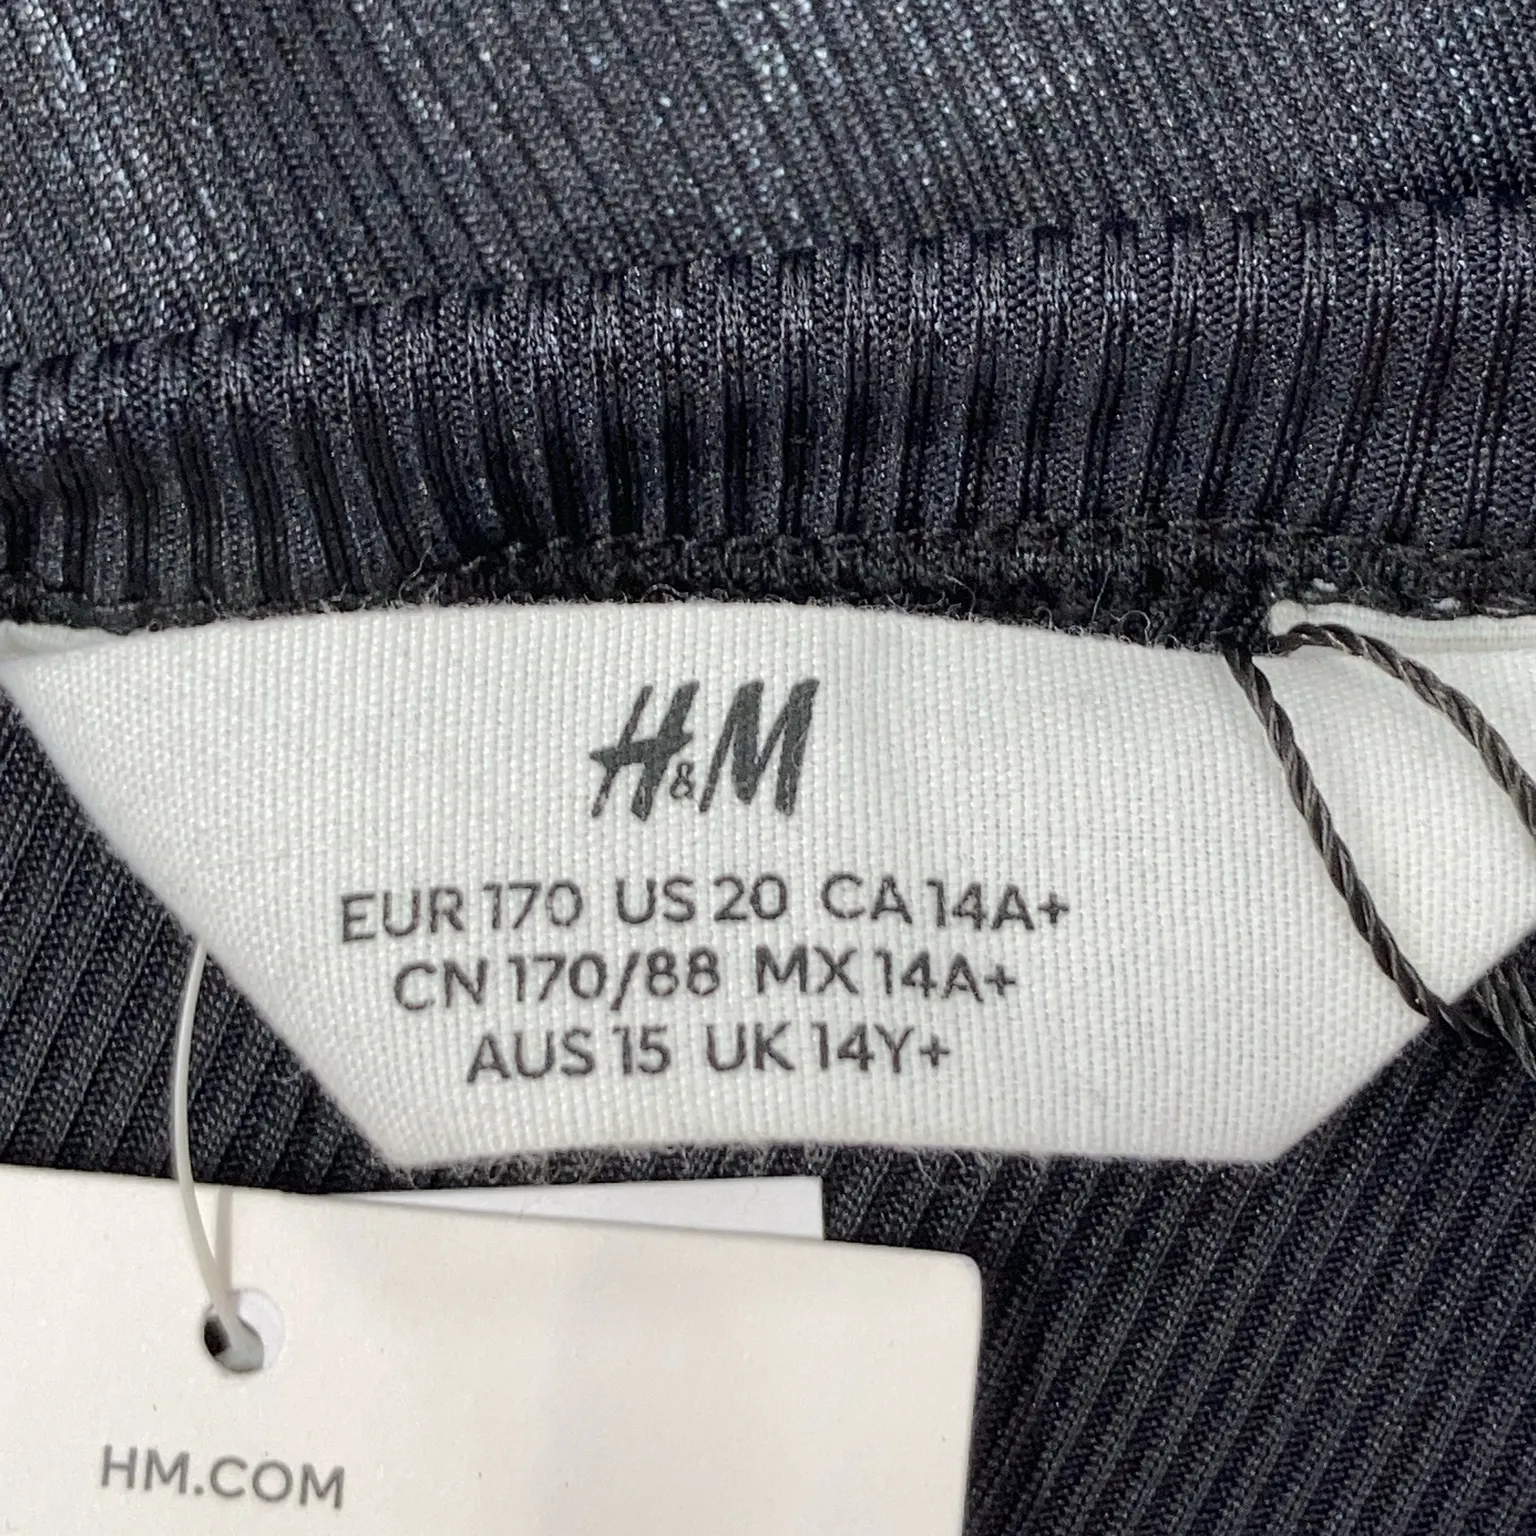 H&M
EUR 170 US 20 CA 14A+
CN 170/88 MX 14A+
AUS 15 UK 14Y+
HM.COM